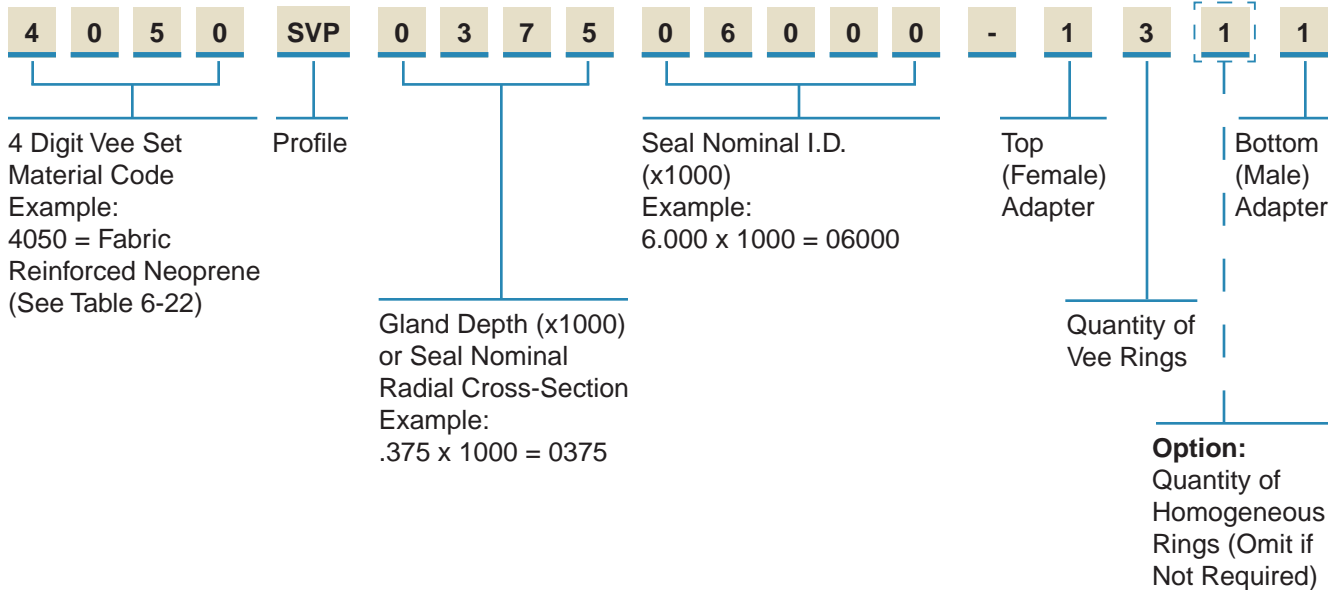 4 0 5 0 SVP 0 3 7 5 0 6 0 0 0 - 1 3 1 1
4 Digit Vee Set
Material Code
Example:
4050 = Fabric
Reinforced Neoprene
(See Table 6-22)
Profile
Gland Depth (x1000)
or Seal Nominal
Radial Cross-Section
Example:
.375 x 1000 = 0375
Seal Nominal I.D.
(x1000)
Example:
6.000 x 1000 = 06000
Top
(Female)
Adapter
Quantity of
Vee Rings
Option:
Quantity of
Homogeneous
Rings (Omit if
Not Required)
Bottom
(Male)
Adapter